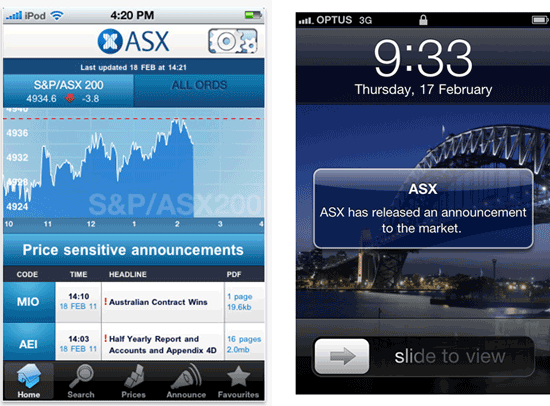 iPod 4:20 PM
ASX
Last updated 18 FEB at 14:21
S&P/ASX 200
4934.6 -3.8
ALL ORDS
4940
4936
4932
4928
4924
S&P/ASX200
10 11 12 1 2 3 4
Price sensitive announcements
CODE TIME HEADLINE PDF
MIO 14:10 18 FEB 11 ! Australian Contract Wins 1 page 19.6kb
AEI 14:03 18 FEB 11 ! Half Yearly Report and Accounts and Appendix 4D 16 pages 2.0mb
Home Search Prices Announce Favourites
OPTUS 3G
9:33
Thursday, 17 February
ASX
ASX has released an announcement
to the market.
slide to view